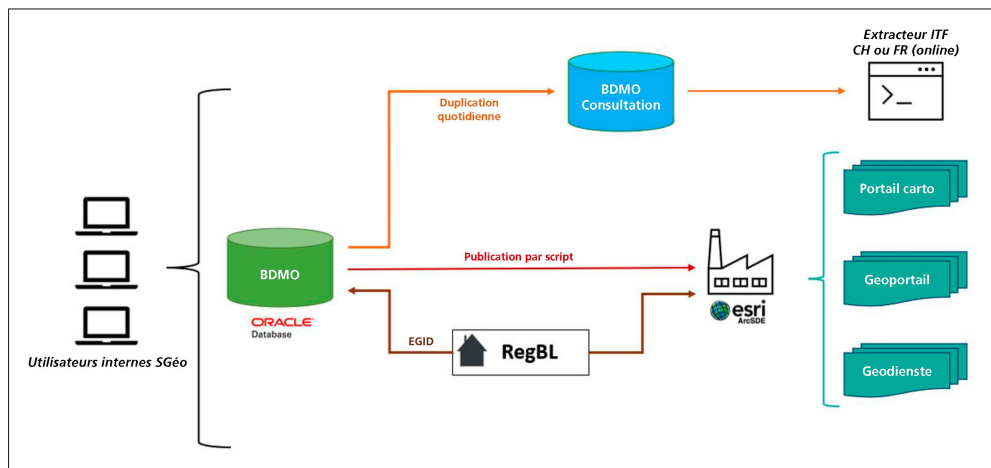 Extracteur ITF
CH ou FR (online)
BDMO
Consultation
Duplication
quotidienne
Portail carto
Utilisateurs internes SGéo
BDMO
ORACLE
Database
Publication par script
esri
ArcSDE
Geoportail
EGID
RegBL
Geodienste